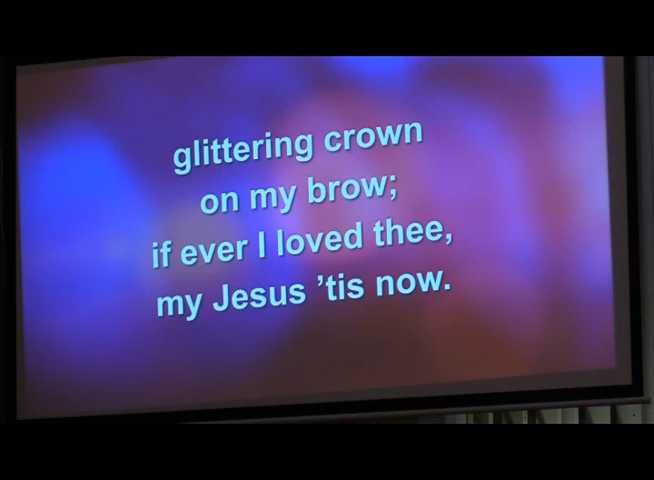 glittering crown
on my brow;
if ever I loved thee,
my Jesus ’tis now.